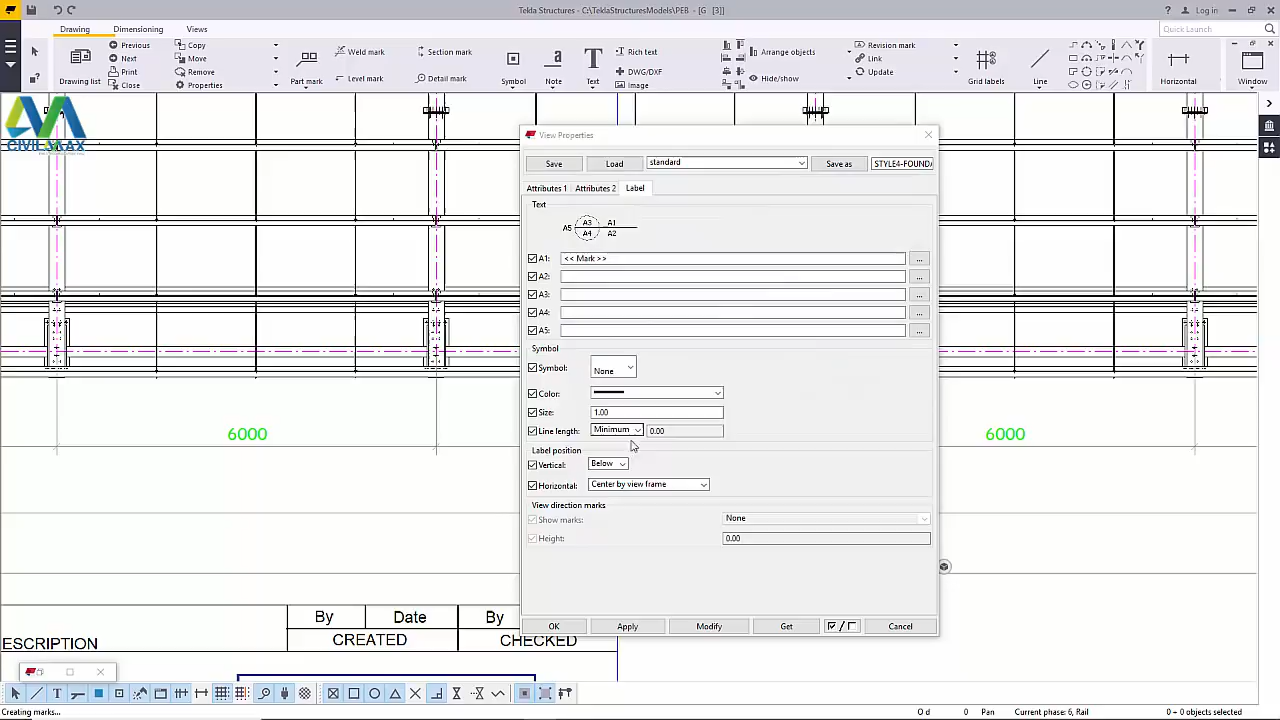 Tekla Structures - C:\TeklaStructuresModels\PEB - [G [3]]
Log in
Drawing Dimensioning Views
Quick Launch
Drawing list
Previous
Next
Print
Close
Copy
Move
Remove
Properties
Part mark
Weld mark
Level mark
Section mark
Detail mark
Symbol
Note
Text
Rich text
DWG/DXF
Image
Arrange objects
Hide/show
Revision mark
Link
Update
Grid labels
Line
Horizontal
Window
CIVILMAX
View Properties
Save Load standard Save as STYLE4-FOUNDA
Attributes 1 Attributes 2 Label
Text
A5 A3 A1
A4 A2
A1: << Mark >> ...
A2: ...
A3: ...
A4: ...
A5: ...
Symbol
Symbol: None
Color:
Size: 1.00
Line length: Minimum 0.00
Label position
Vertical: Below
Horizontal: Center by view frame
View direction marks
Show marks: None
Height: 0.00
OK Apply Modify Get Cancel
6000 6000
By Date By
ESCRIPTION CREATED CHECKED
Creating marks...
O d 0 Pan Current phase: 6, Rail 0 + 0 objects selected